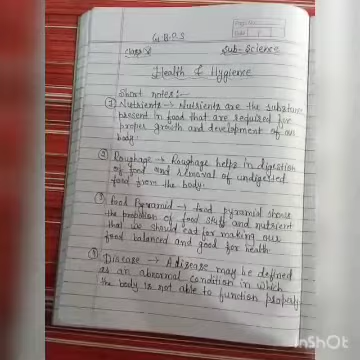 G.B.O.S
Class V Sub- Science
Health & Hygiene
Short notes:-
① Nutrients → Nutrients are the substance
present in food that are required for
proper growth and development of our
body.
② Roughage → Roughage helps in digestion
of food and removal of undigested
food from the body.
③ Food Pyramid → food pyramid shows
the of food stuff and nutrient
that we should eat for making our
food balanced and good for health.
④ Disease → A disease may be defined
as an abnormal condition in which
the body is not able to function properly